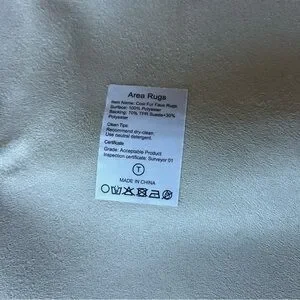 Area Rugs
Item Name: Cow Fur Faux Rugs
Surface: 100% Polyester
Backing: 70% TPR Suede+30%
Polyester
Clean Tips:
Recommend dry-clean.
Use neutral detergent.
Certificate
Grade: Acceptable Product
Inspection certificate: Surveyor 01
T
MADE IN CHINA